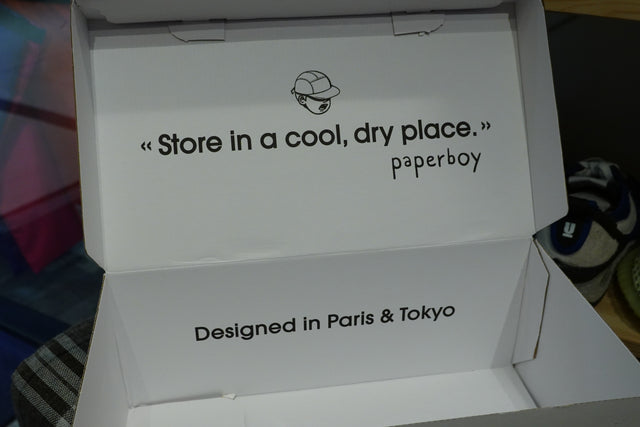 « Store in a cool, dry place. »
paperboy
Designed in Paris & Tokyo